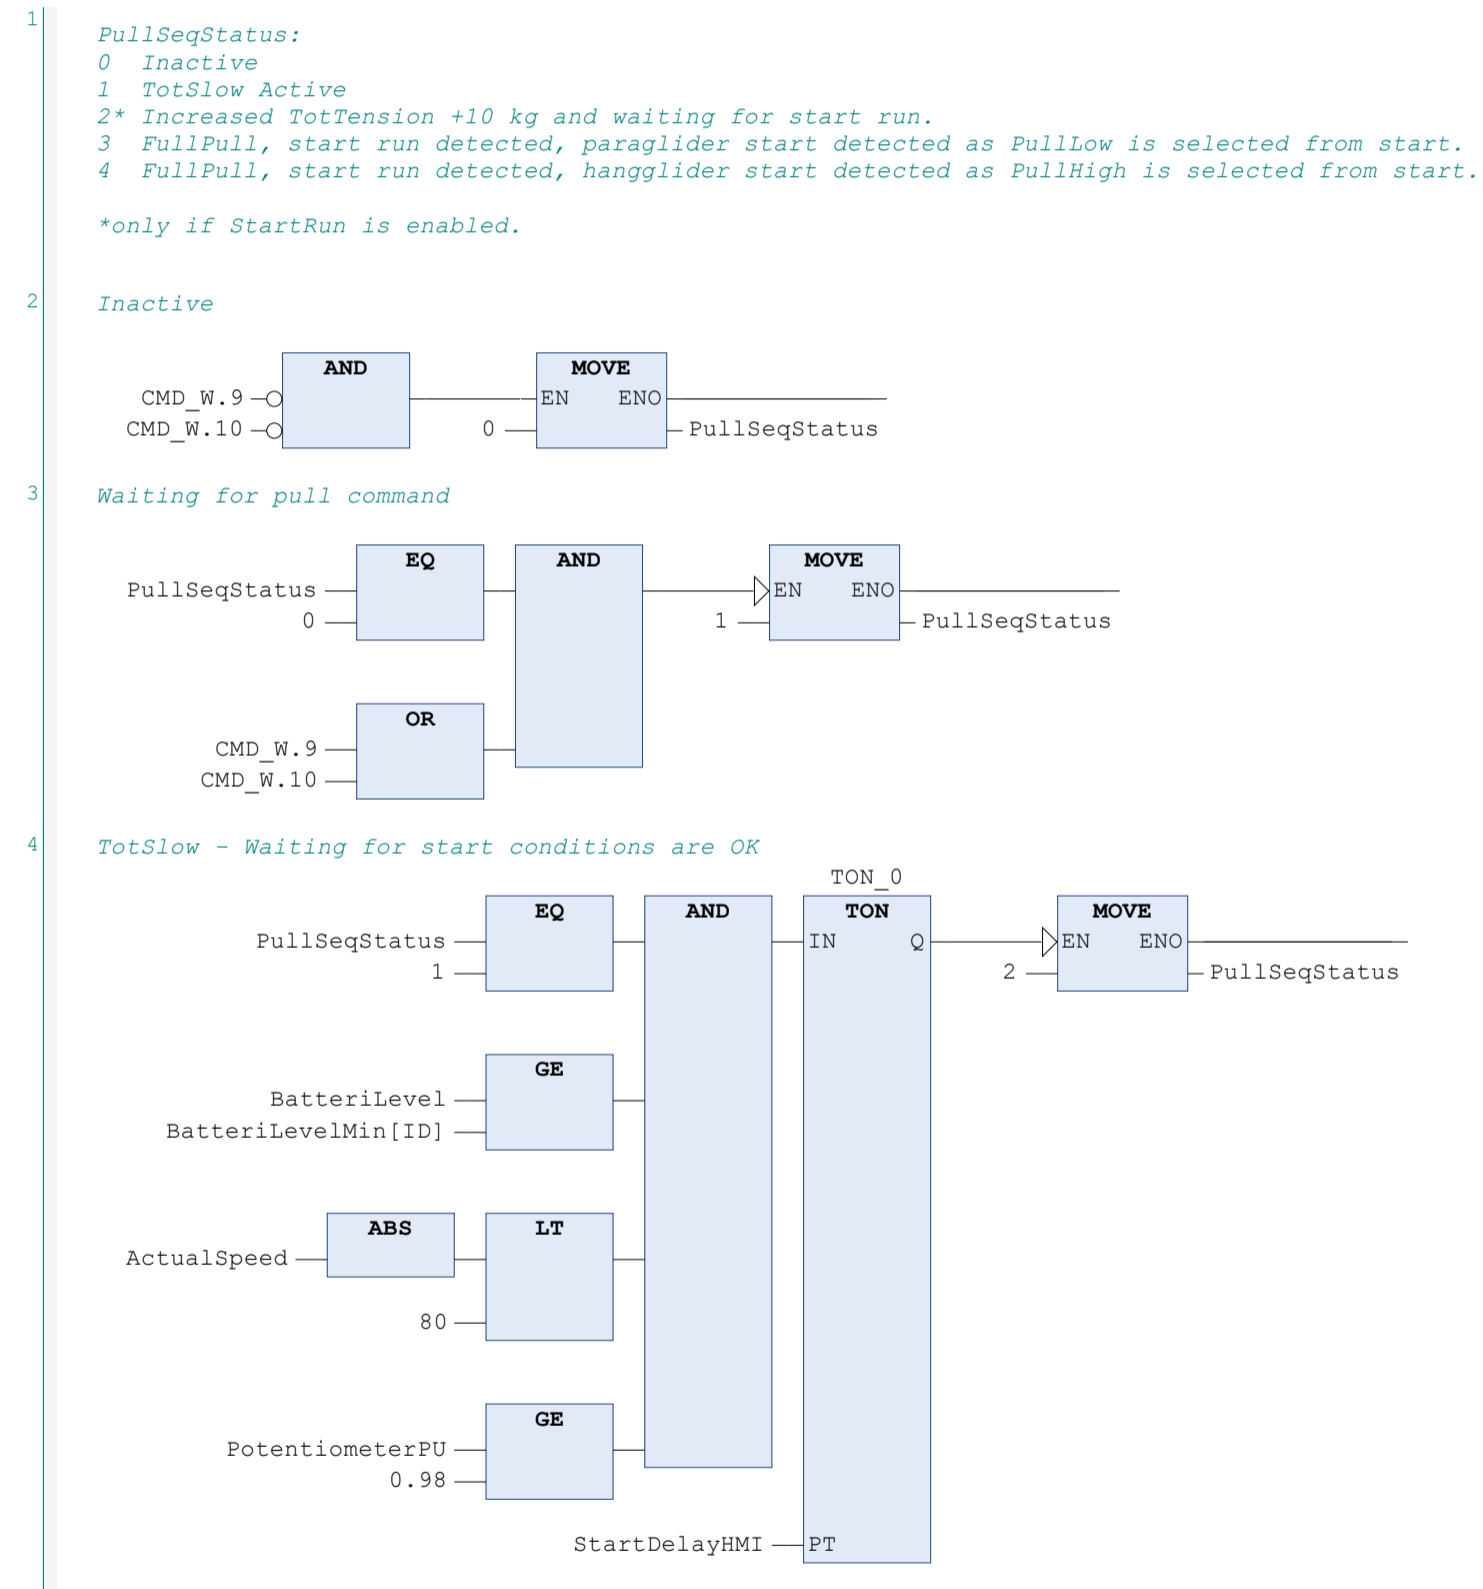 1
PullSeqStatus:
0 Inactive
1 TotSlow Active
2* Increased TotTension +10 kg and waiting for start run.
3 FullPull, start run detected, paraglider start detected as PullLow is selected from start.
4 FullPull, start run detected, hangglider start detected as PullHigh is selected from start.
*only if StartRun is enabled.
2 Inactive
AND MOVE
CMD_W.9 EN ENO
CMD_W.10 0 PullSeqStatus
3 Waiting for pull command
EQ AND MOVE
PullSeqStatus EN ENO
0 1 PullSeqStatus
OR
CMD_W.9
CMD_W.10
4 TotSlow - Waiting for start conditions are OK
TON_0
EQ AND TON MOVE
PullSeqStatus IN Q EN ENO
1 2 PullSeqStatus
GE
BatteriLevel
BatteriLevelMin[ID]
ABS LT
ActualSpeed
80
GE
PotentiometerPU
0.98
StartDelayHMI PT